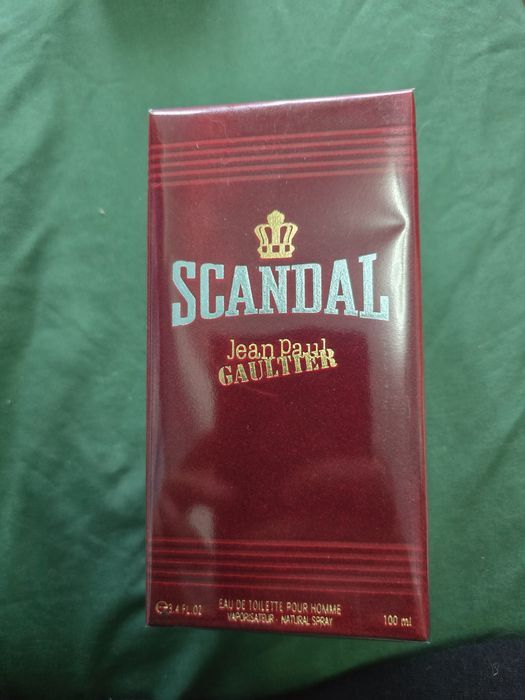 SCANDAL
Jean Paul
GAULTIER
EAU DE TOILETTE POUR HOMME
VAPORISATEUR · NATURAL SPRAY
℮3.4 FL.OZ
100 ml